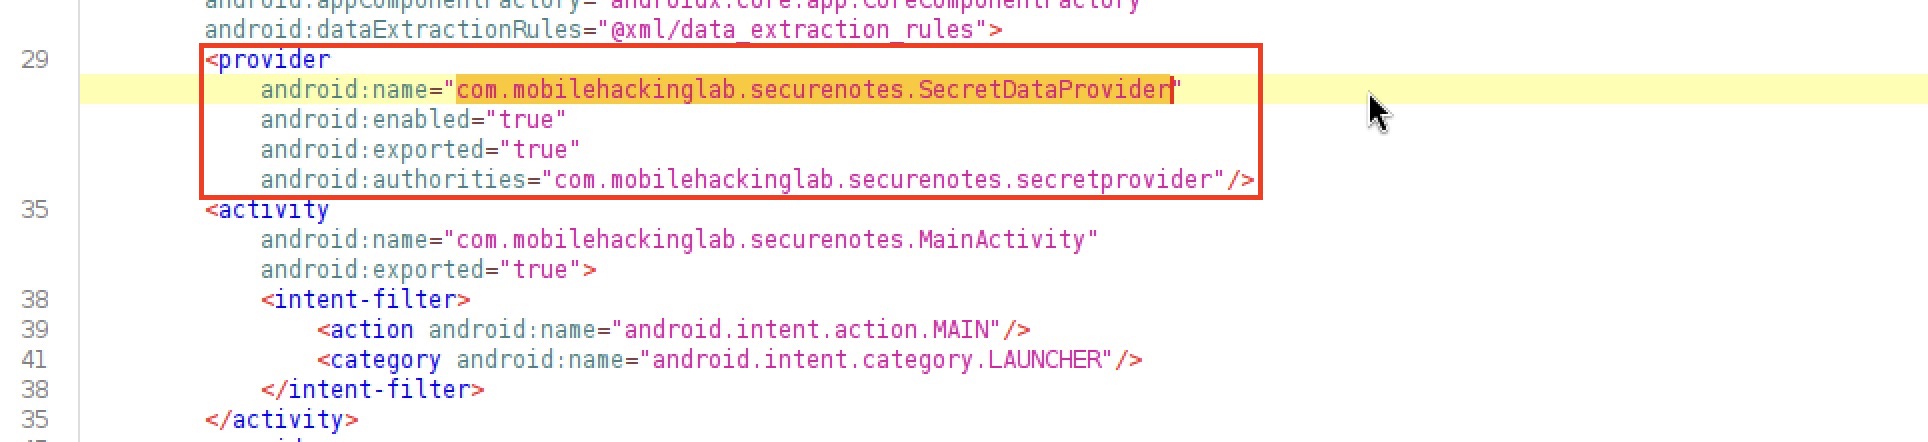 android:appComponentFactory="androidx.core.app.CoreComponentFactory"
android:dataExtractionRules="@xml/data_extraction_rules">
29 <provider
android:name="com.mobilehackinglab.securenotes.SecretDataProvider"
android:enabled="true"
android:exported="true"
android:authorities="com.mobilehackinglab.securenotes.secretprovider"/>
35 <activity
android:name="com.mobilehackinglab.securenotes.MainActivity"
android:exported="true">
38 <intent-filter>
39 <action android:name="android.intent.action.MAIN"/>
41 <category android:name="android.intent.category.LAUNCHER"/>
38 </intent-filter>
35 </activity>